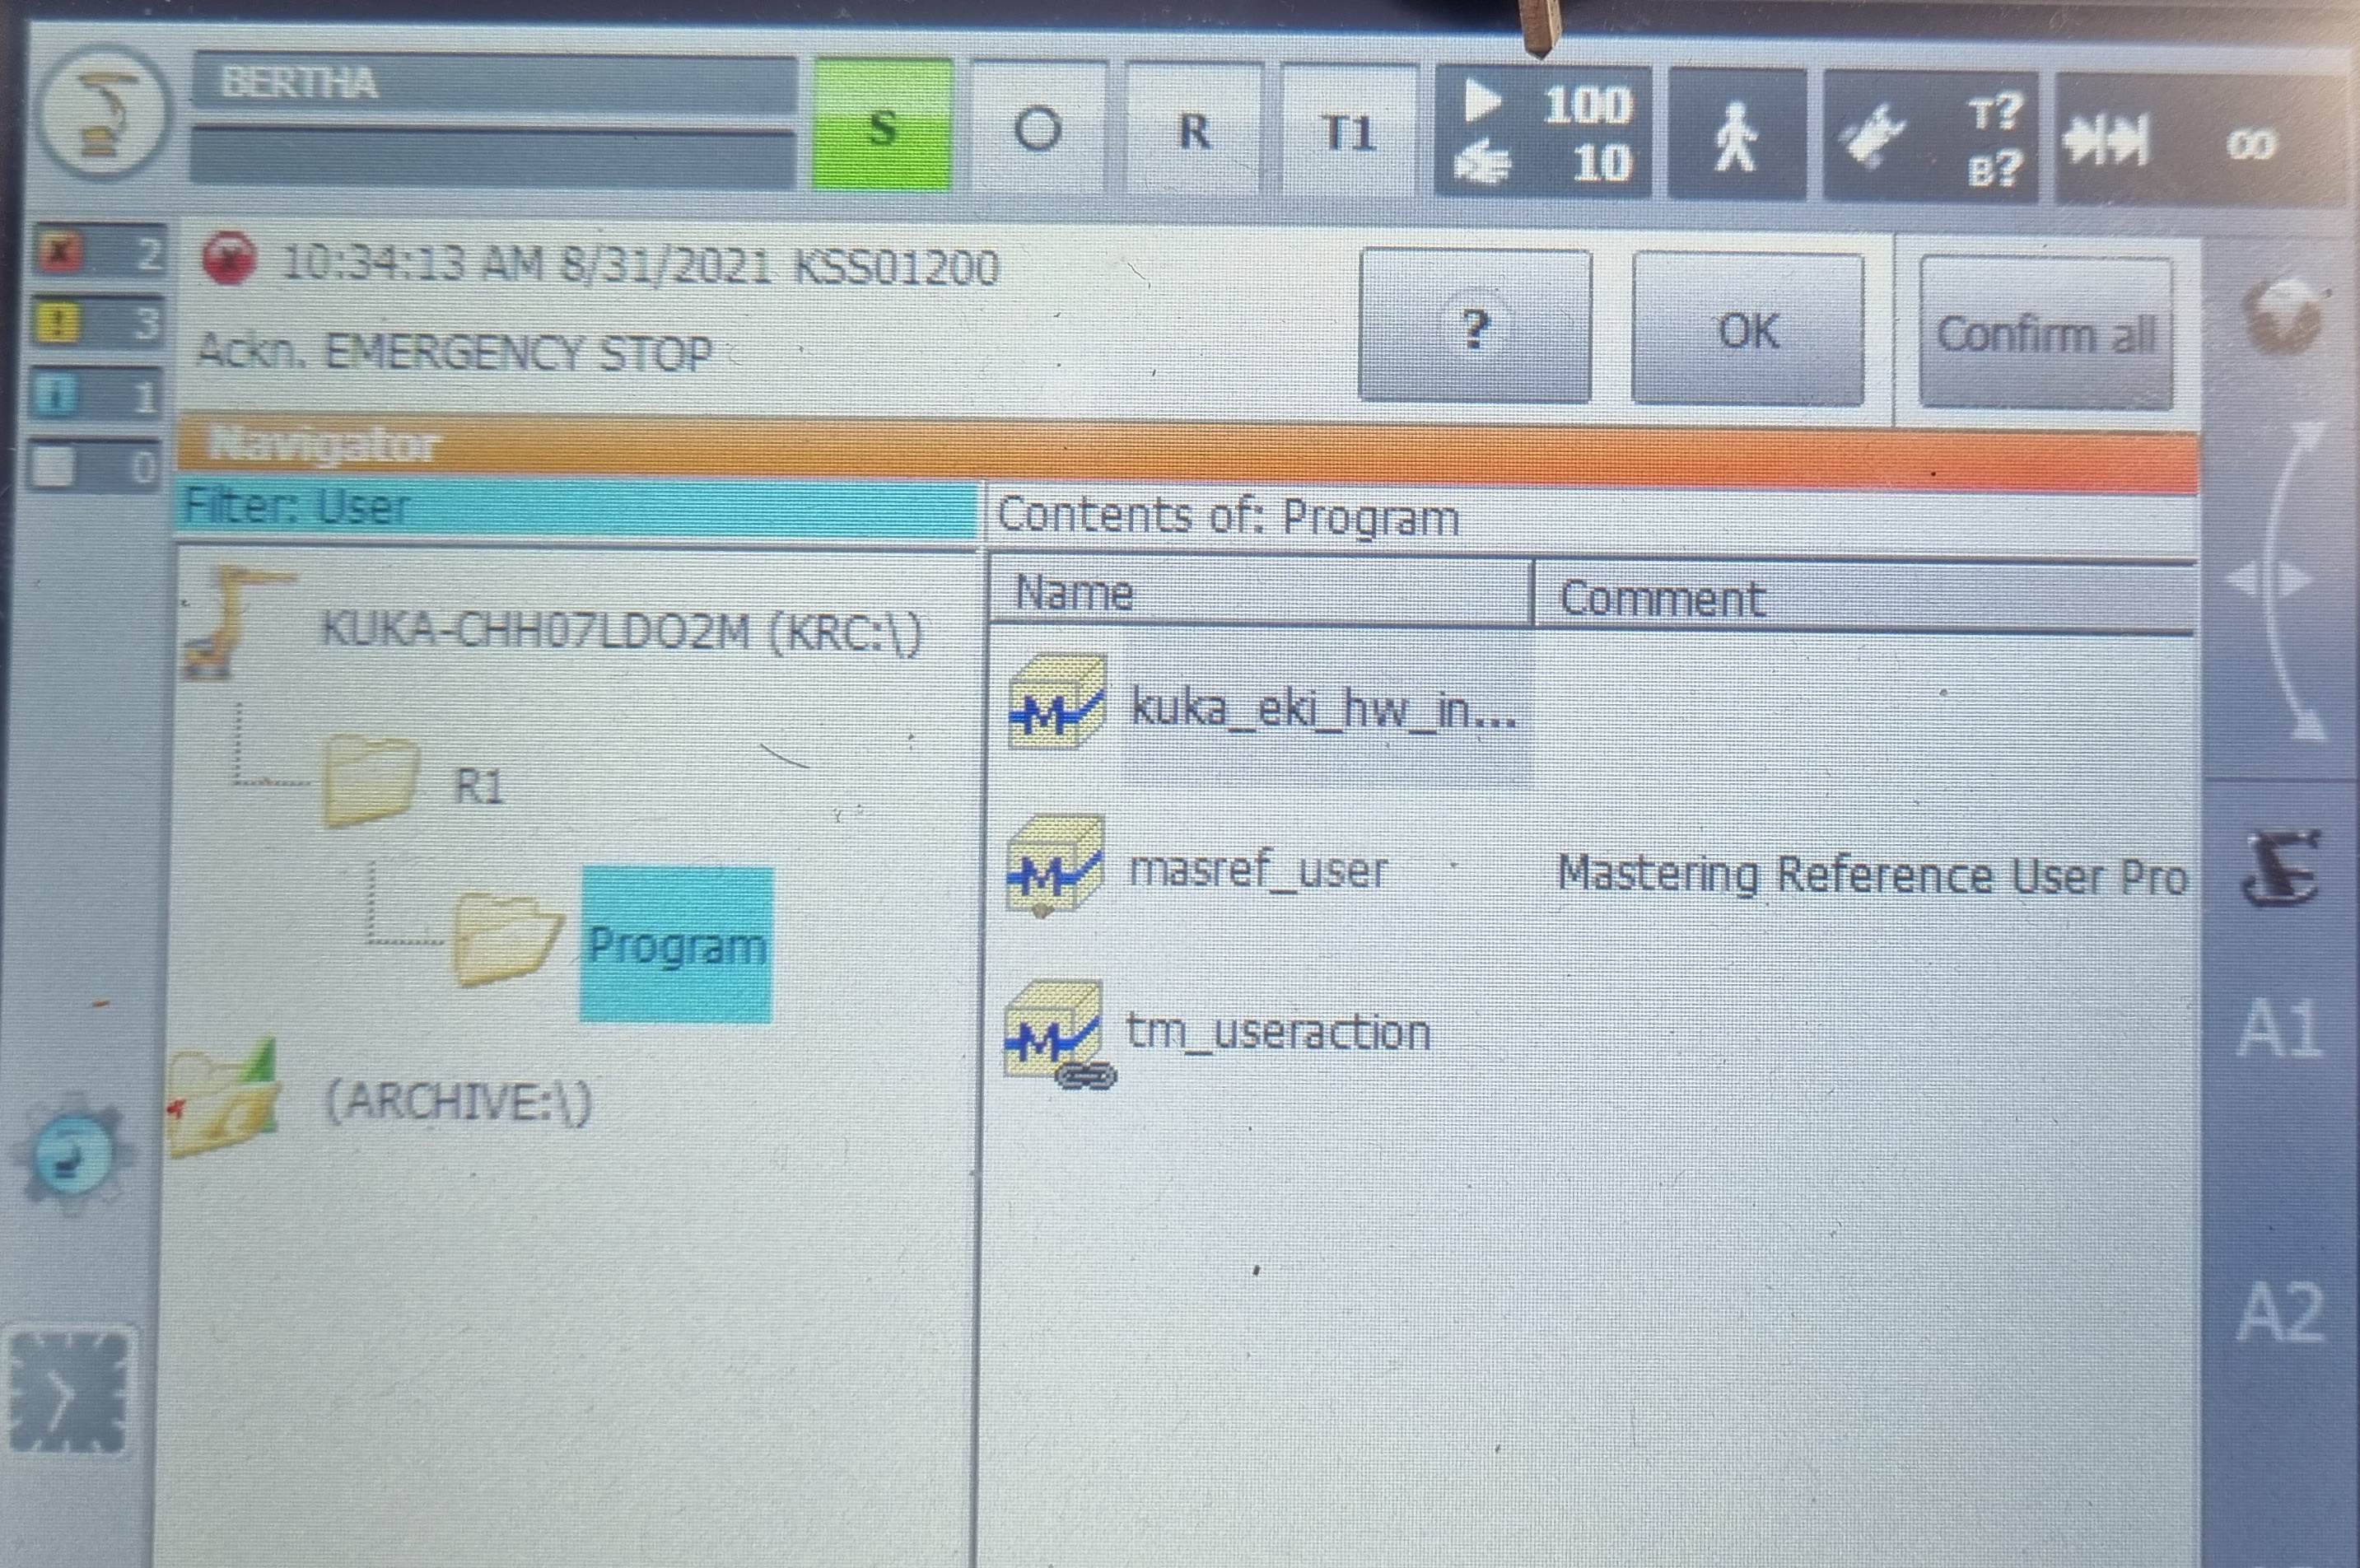 BERTHA
S
O
R
T1
100
10
T?
B?
∞
2
3
1
0
10:34:13 AM 8/31/2021 KSS01200
Ackn. EMERGENCY STOP
?
OK
Confirm all
Navigator
Filter: User
Contents of: Program
KUKA-CHH07LDO2M (KRC:\)
R1
Program
(ARCHIVE:\)
Name
Comment
kuka_eki_hw_in...
masref_user
Mastering Reference User Pro
tm_useraction
A1
A2